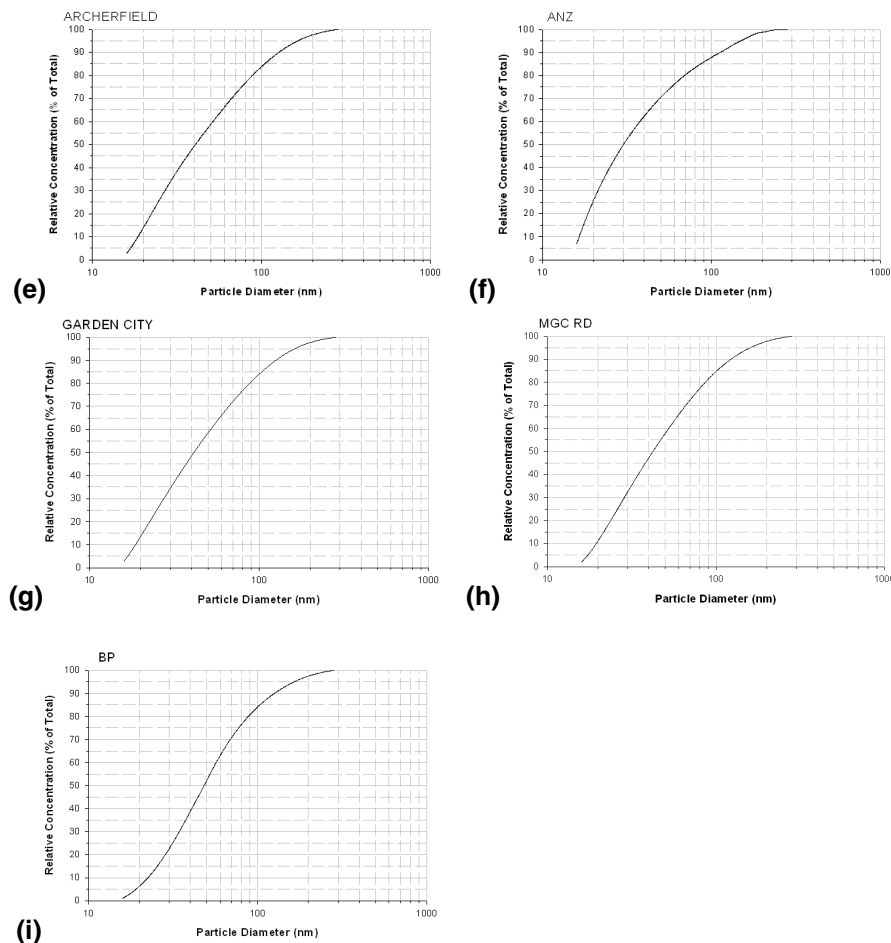 ARCHERFIELD
Relative Concentration (% of Total)
100
90
80
70
60
50
40
30
20
10
0
10 100 1000
Particle Diameter (nm)
(e)
ANZ
Relative Concentration (% of Total)
100
90
80
70
60
50
40
30
20
10
0
10 100 1000
Particle Diameter (nm)
(f)
GARDEN CITY
Relative Concentration (% of Total)
100
90
80
70
60
50
40
30
20
10
0
10 100 1000
Particle Diameter (nm)
(g)
MGC RD
Relative Concentration (% of Total)
100
90
80
70
60
50
40
30
20
10
0
10 100 1000
Particle Diameter (nm)
(h)
BP
Relative Concentration (% of Total)
100
90
80
70
60
50
40
30
20
10
0
10 100 1000
Particle Diameter (nm)
(i)